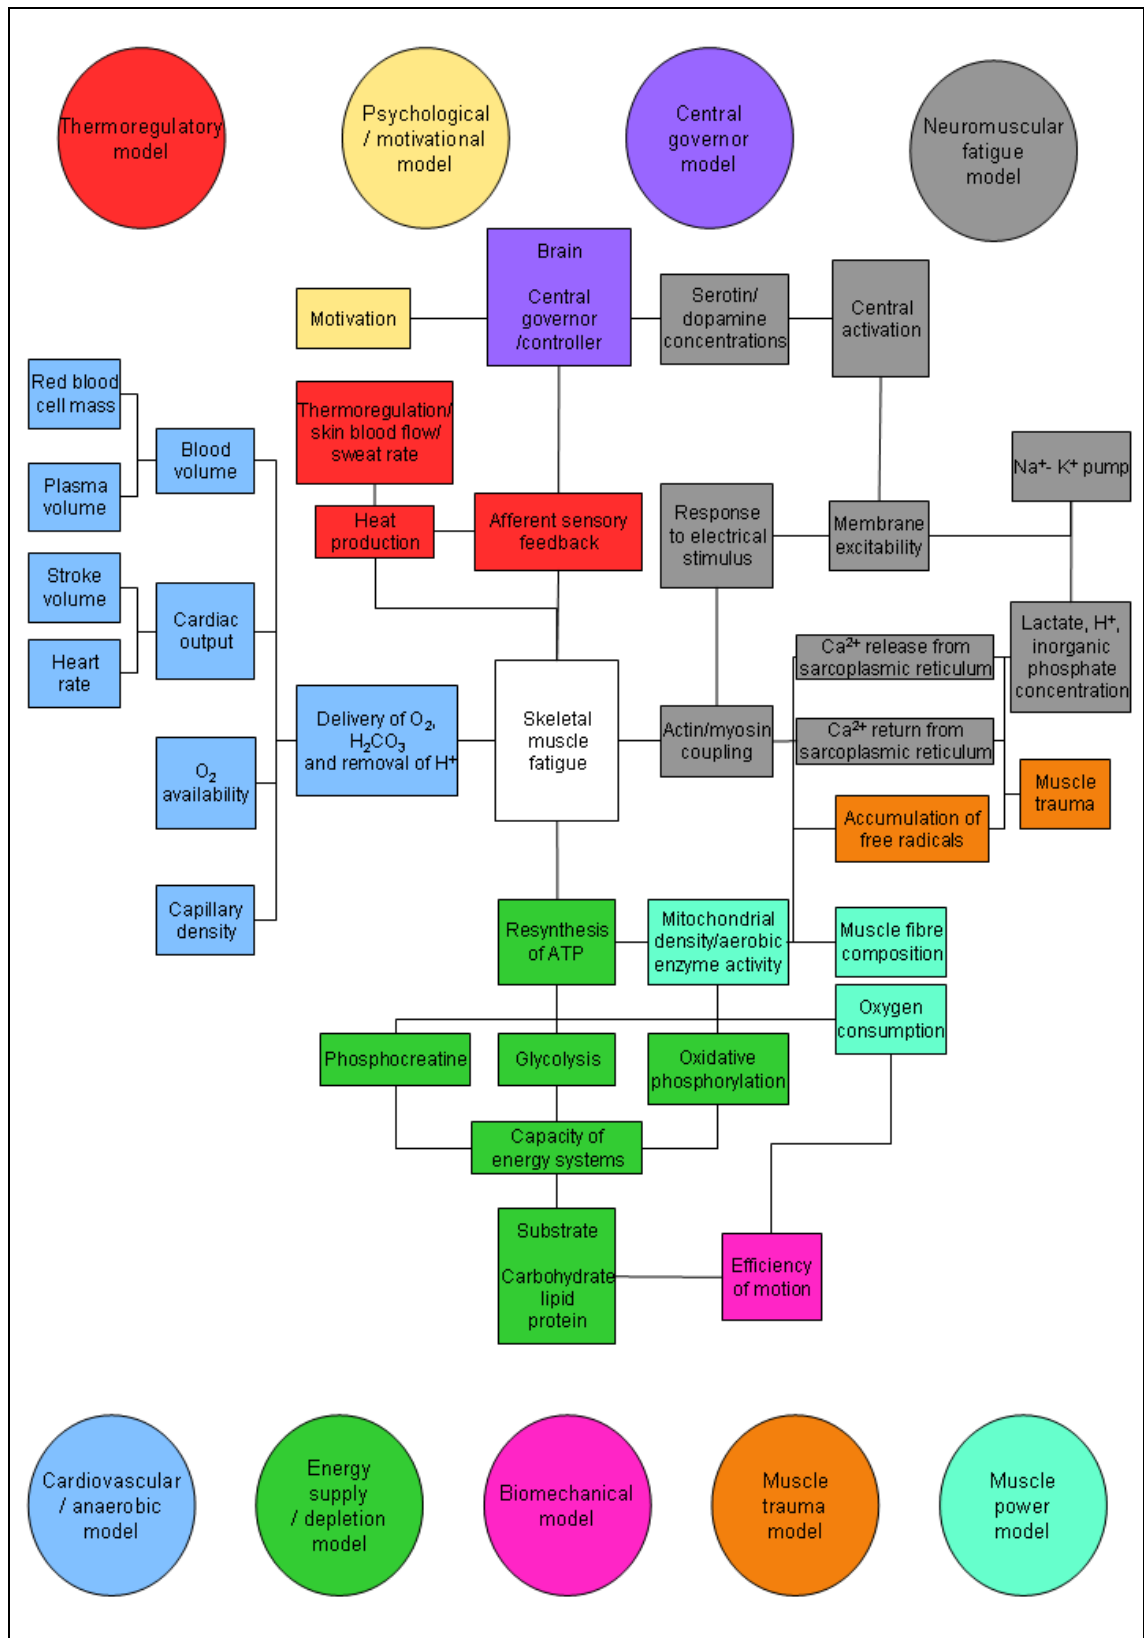 Thermoregulatory
model
Psychological
/ motivational
model
Central
governor
model
Neuromuscular
fatigue
model
Brain
Central
governor
/controller
Motivation
Serotin/
dopamine
concentrations
Central
activation
Red blood
cell mass
Plasma
volume
Blood
volume
Thermoregulation/
skin blood flow/
sweat rate
Heat
production
Afferent sensory
feedback
Response
to electrical
stimulus
Membrane
excitability
Na⁺- K⁺ pump
Stroke
volume
Heart
rate
Cardiac
output
Lactate, H⁺,
inorganic
phosphate
concentration
Ca²⁺ release from
sarcoplasmic reticulum
Delivery of O₂,
H₂CO₃
and removal of H⁺
Skeletal
muscle
fatigue
Actin/myosin
coupling
Ca²⁺ return from
sarcoplasmic reticulum
O₂
availability
Muscle
trauma
Accumulation of
free radicals
Capillary
density
Resynthesis
of ATP
Mitochondrial
density/aerobic
enzyme activity
Muscle fibre
composition
Oxygen
consumption
Phosphocreatine
Glycolysis
Oxidative
phosphorylation
Capacity of
energy systems
Substrate
Carbohydrate
lipid
protein
Efficiency
of motion
Cardiovascular
/ anaerobic
model
Energy
supply
/ depletion
model
Biomechanical
model
Muscle
trauma
model
Muscle
power
model